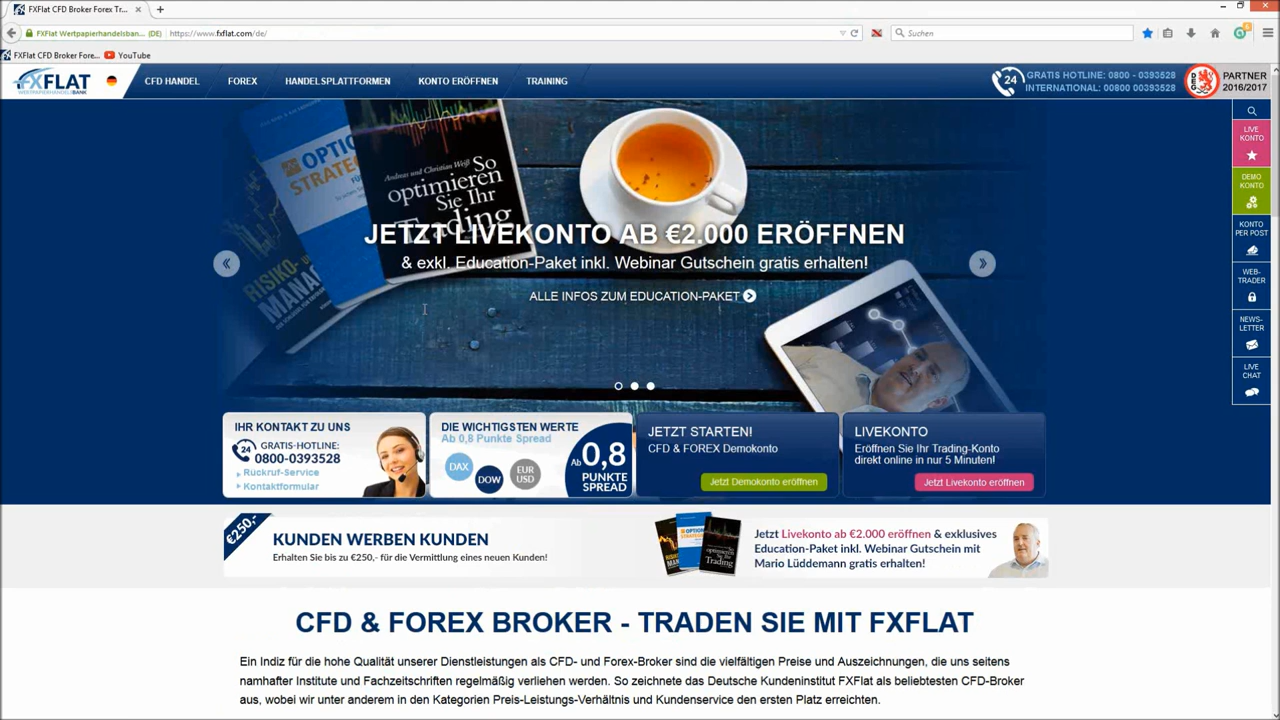 FXFlat CFD Broker Forex Tr...
FXFlat Wertpapierhandelsban... (DE)
https://www.fxflat.com/de/
Suchen
FXFlat CFD Broker Fore...
YouTube
FXFLAT
WERTPAPIERHANDELSBANK
CFD HANDEL
FOREX
HANDELSPLATTFORMEN
KONTO ERÖFFNEN
TRAINING
24
GRATIS HOTLINE: 0800 - 0393528
INTERNATIONAL: 00800 00393528
DEG
PARTNER
2016/2017
LIVE
KONTO
DEMO
KONTO
KONTO
PER POST
WEB-
TRADER
NEWS-
LETTER
LIVE
CHAT
Andreas und Christian Weiß
So
optimieren
Sie Ihr
Trading
JETZT LIVEKONTO AB €2.000 ERÖFFNEN
& exkl. Education-Paket inkl. Webinar Gutschein gratis erhalten!
ALLE INFOS ZUM EDUCATION-PAKET
IHR KONTAKT ZU UNS
24
GRATIS-HOTLINE:
0800-0393528
Rückruf-Service
Kontaktformular
DIE WICHTIGSTEN WERTE
Ab 0,8 Punkte Spread
DAX
DOW
EUR
USD
Ab 0,8
PUNKTE
SPREAD
JETZT STARTEN!
CFD & FOREX Demokonto
Jetzt Demokonto eröffnen
LIVEKONTO
Eröffnen Sie Ihr Trading-Konto
direkt online in nur 5 Minuten!
Jetzt Livekonto eröffnen
€250,-
KUNDEN WERBEN KUNDEN
Erhalten Sie bis zu €250,- für die Vermittlung eines neuen Kunden!
Jetzt Livekonto ab €2.000 eröffnen & exklusives
Education-Paket inkl. Webinar Gutschein mit
Mario Lüddemann gratis erhalten!
CFD & FOREX BROKER - TRADEN SIE MIT FXFLAT
Ein Indiz für die hohe Qualität unserer Dienstleistungen als CFD- und Forex-Broker sind die vielfältigen Preise und Auszeichnungen, die uns seitens
namhafter Institute und Fachzeitschriften regelmäßig verliehen werden. So zeichnete das Deutsche Kundeninstitut FXFlat als beliebtesten CFD-Broker
aus, wobei wir unter anderem in den Kategorien Preis-Leistungs-Verhältnis und Kundenservice den ersten Platz erreichten.